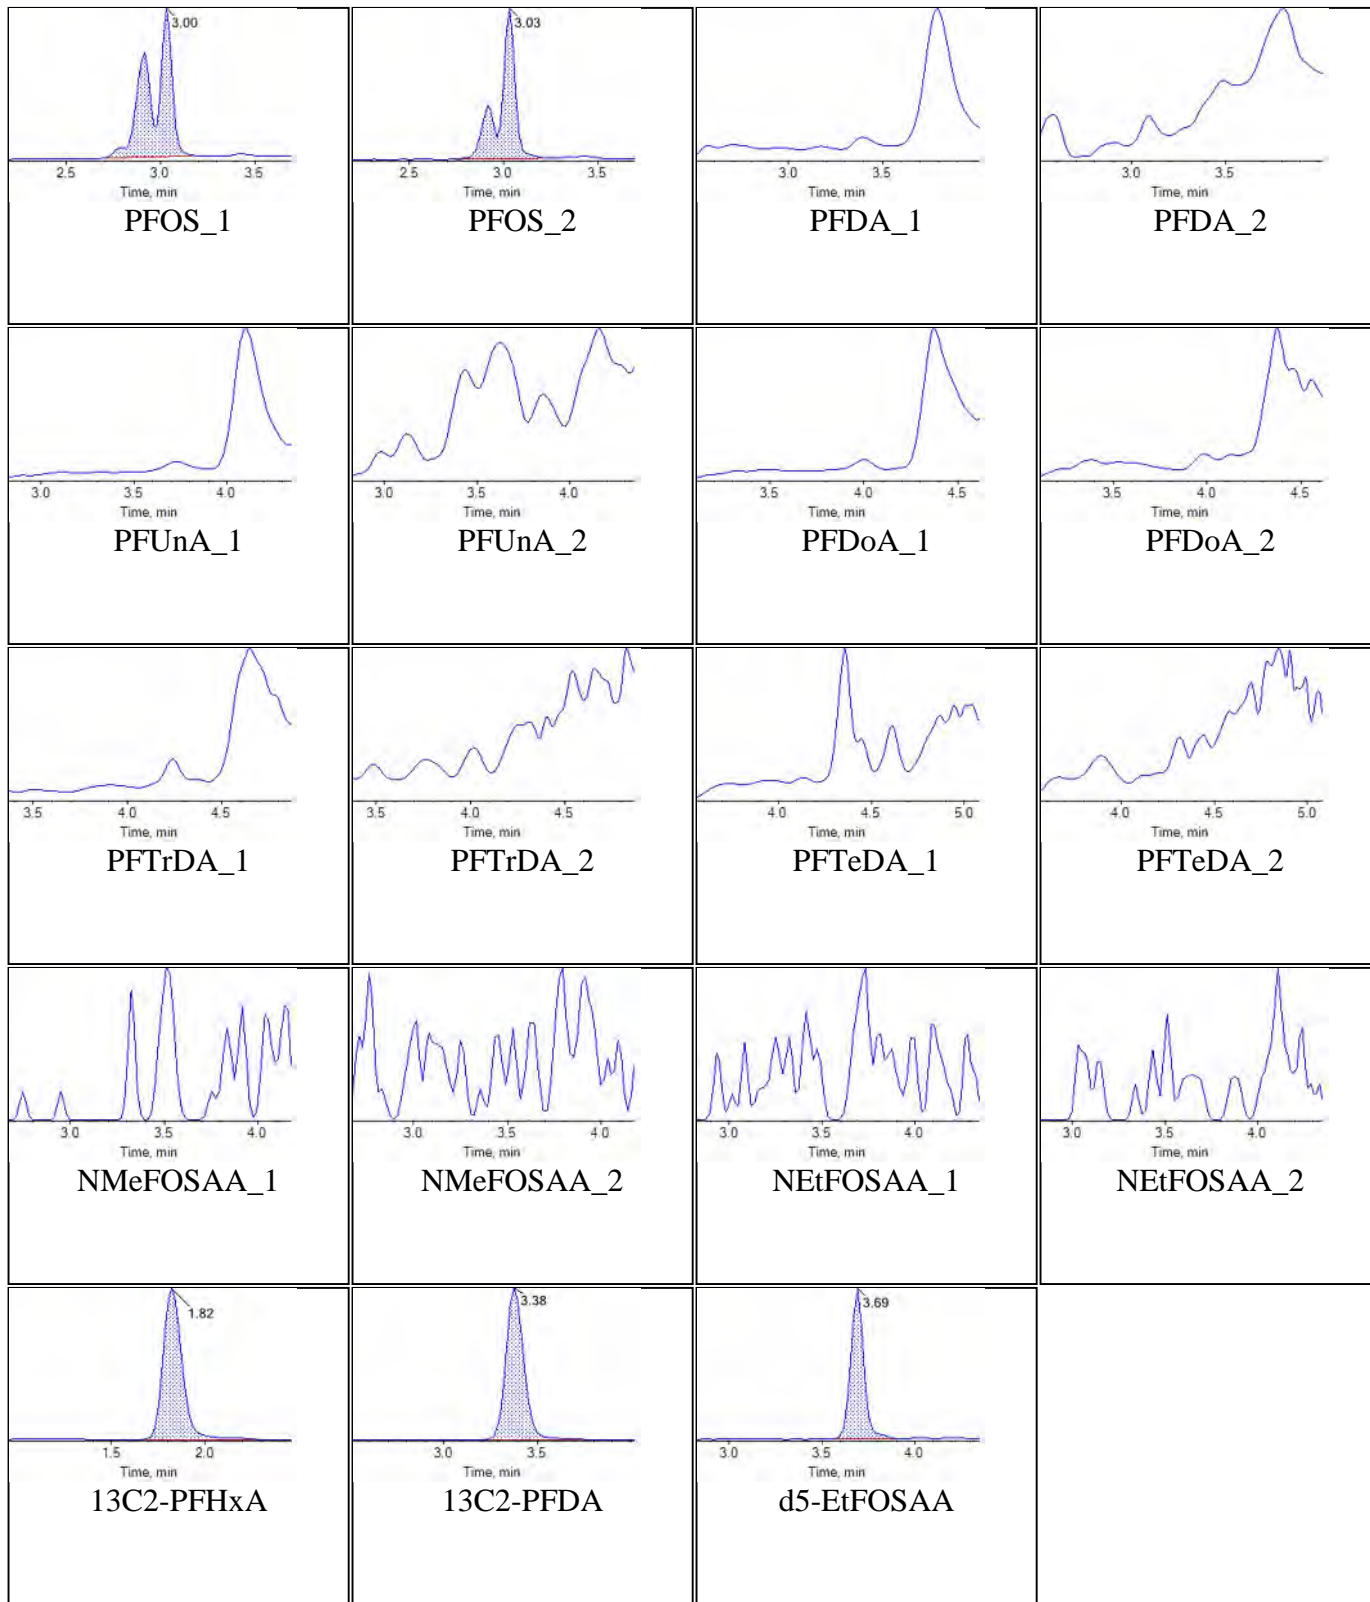 3.00
3.03
2.5 3.0 3.5
2.5 3.0 3.5
3.0 3.5
3.0 3.5
Time, min
Time, min
Time, min
Time, min
PFOS_1
PFOS_2
PFDA_1
PFDA_2
3.0 3.5 4.0
3.0 3.5 4.0
3.5 4.0 4.5
3.5 4.0 4.5
Time, min
Time, min
Time, min
Time, min
PFUnA_1
PFUnA_2
PFDoA_1
PFDoA_2
3.5 4.0 4.5
3.5 4.0 4.5
4.0 4.5 5.0
4.0 4.5 5.0
Time, min
Time, min
Time, min
Time, min
PFTrDA_1
PFTrDA_2
PFTeDA_1
PFTeDA_2
3.0 3.5 4.0
3.0 3.5 4.0
3.0 3.5 4.0
3.0 3.5 4.0
Time, min
Time, min
Time, min
Time, min
NMeFOSAA_1
NMeFOSAA_2
NEtFOSAA_1
NEtFOSAA_2
1.82
3.38
3.69
1.5 2.0
3.0 3.5
3.0 3.5 4.0
Time, min
Time, min
Time, min
13C2-PFHxA
13C2-PFDA
d5-EtFOSAA